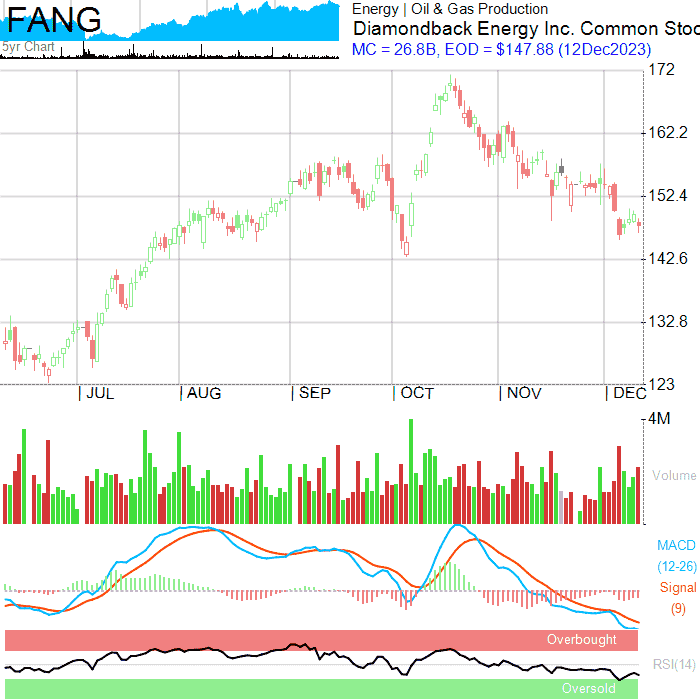 FANG
5yr Chart
Energy | Oil & Gas Production
Diamondback Energy Inc. Common Stoc
MC = 26.8B, EOD = $147.88 (12Dec2023)
172
162.2
152.4
142.6
132.8
123
JUL AUG SEP OCT NOV DEC
4M
Volume
MACD
(12-26)
Signal
(9)
Overbought
RSI(14)
Oversold